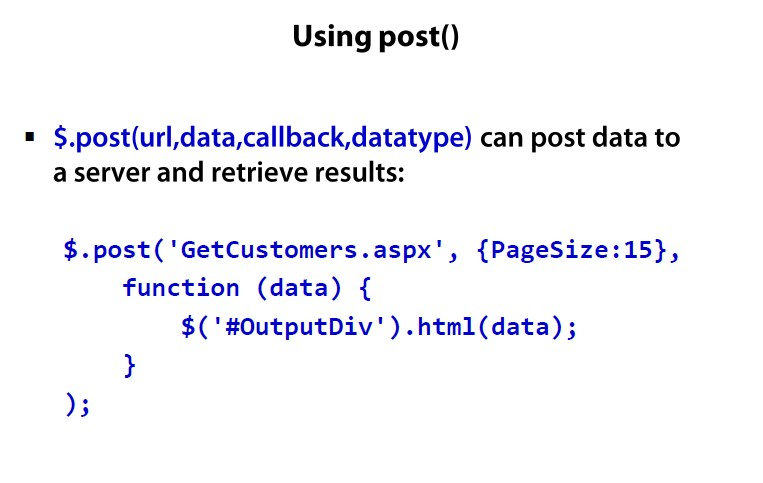 Using post()
▪ $.post(url,data,callback,datatype) can post data to
a server and retrieve results:
$.post('GetCustomers.aspx', {PageSize:15},
    function (data) {
        $('#OutputDiv').html(data);
    }
);